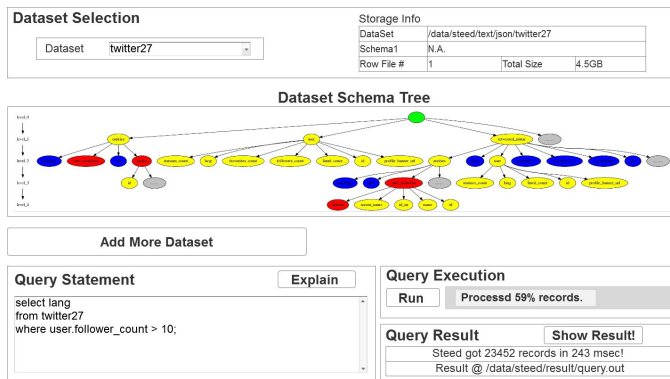 Dataset Selection
Dataset twitter27
Storage Info
DataSet /data/steed/text/json/twitter27
Schema1 N.A.
Row File # 1 Total Size 4.5GB
Dataset Schema Tree
level_0
level_1
level_2
level_3
level_4
entities user retweeted_status
statuses_count lang favourites_count followers_count listed_count id profile_banner_url entities user
id statuses_count lang listed_count id profile_banner_url
screen_name id_str name id
Add More Dataset
Query Statement Explain
select lang
from twitter27
where user.follower_count > 10;
Query Execution
Run Processd 59% records.
Query Result Show Result!
Steed got 23452 records in 243 msec!
Result @ /data/steed/result/query.out